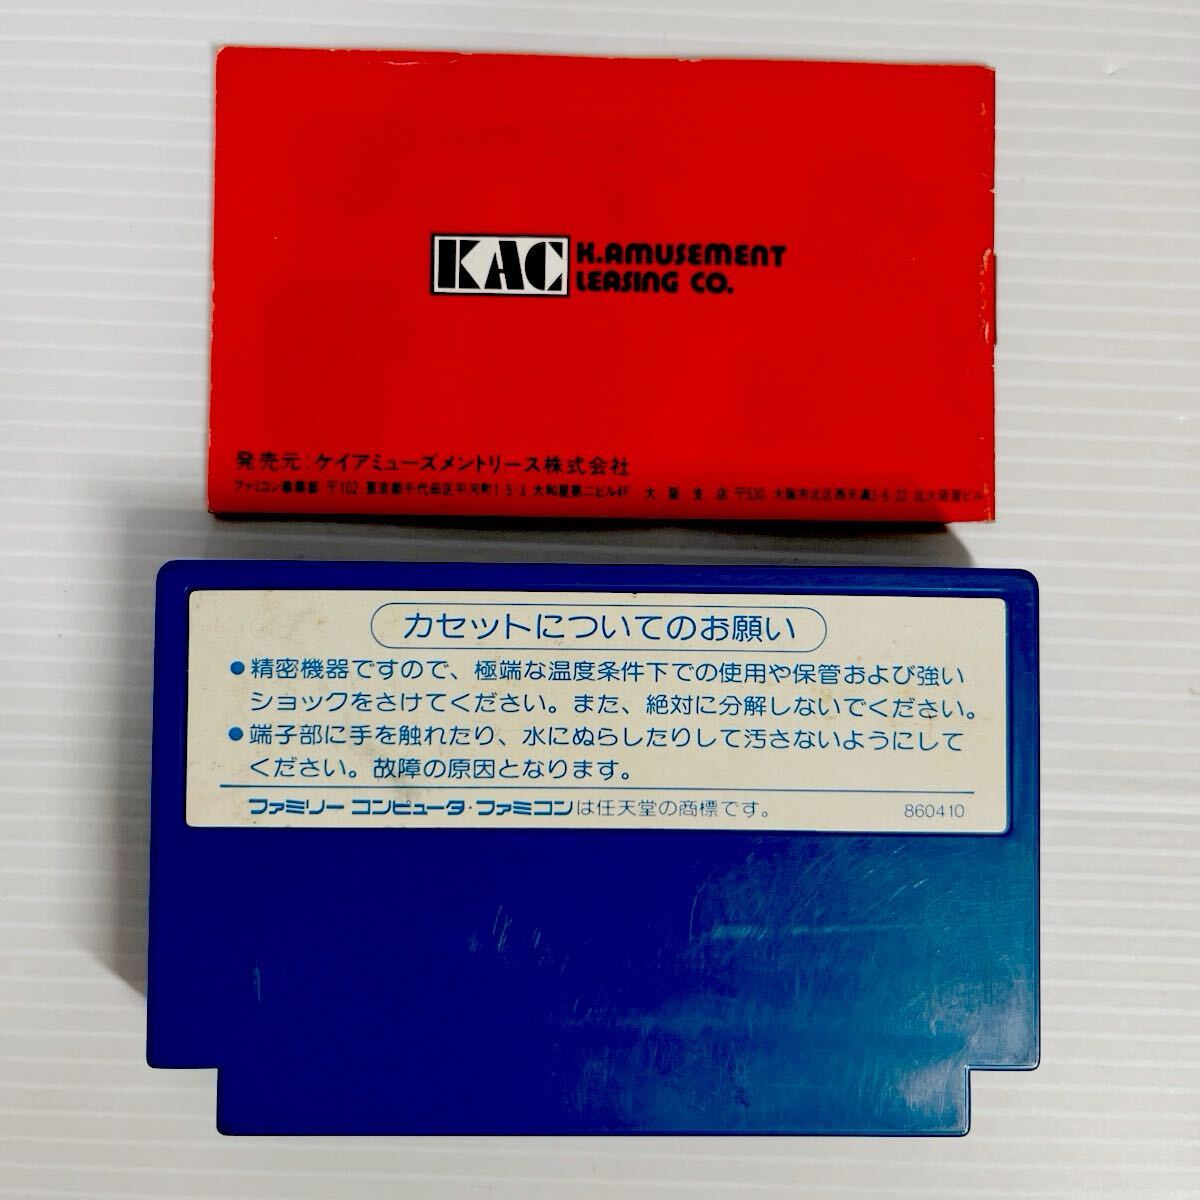 KAC K.AMUSEMENT
LEASING CO.
発売元:ケイアミューズメントリース株式会社
ファミコン事業部 〒102 東京都千代田区平河町1-5-3 大和屋第二ビル4F 大阪支店 〒530 大阪市北区西天満3-6-22 北大阪屋ビル
カセットについてのお願い
●精密機器ですので、極端な温度条件下での使用や保管および強い
ショックをさけてください。また、絶対に分解しないでください。
●端子部に手を触れたり、水にぬらしたりして汚さないようにして
ください。故障の原因となります。
ファミリーコンピュータ・ファミコンは任天堂の商標です。 860410